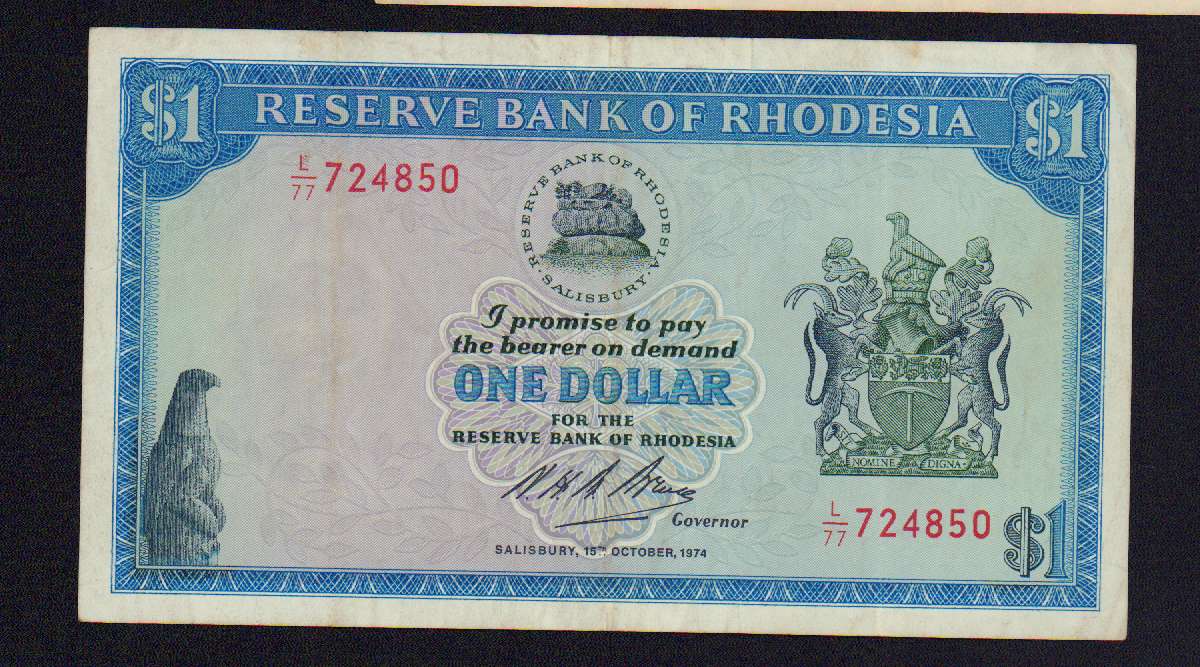 $1 RESERVE BANK OF RHODESIA $1
L/77 724850
RESERVE BANK OF RHODESIA
· SALISBURY ·
I promise to pay
the bearer on demand
ONE DOLLAR
FOR THE
RESERVE BANK OF RHODESIA
Governor
SALISBURY, 15TH OCTOBER, 1974
NOMINE DIGNA
L/77 724850
$1